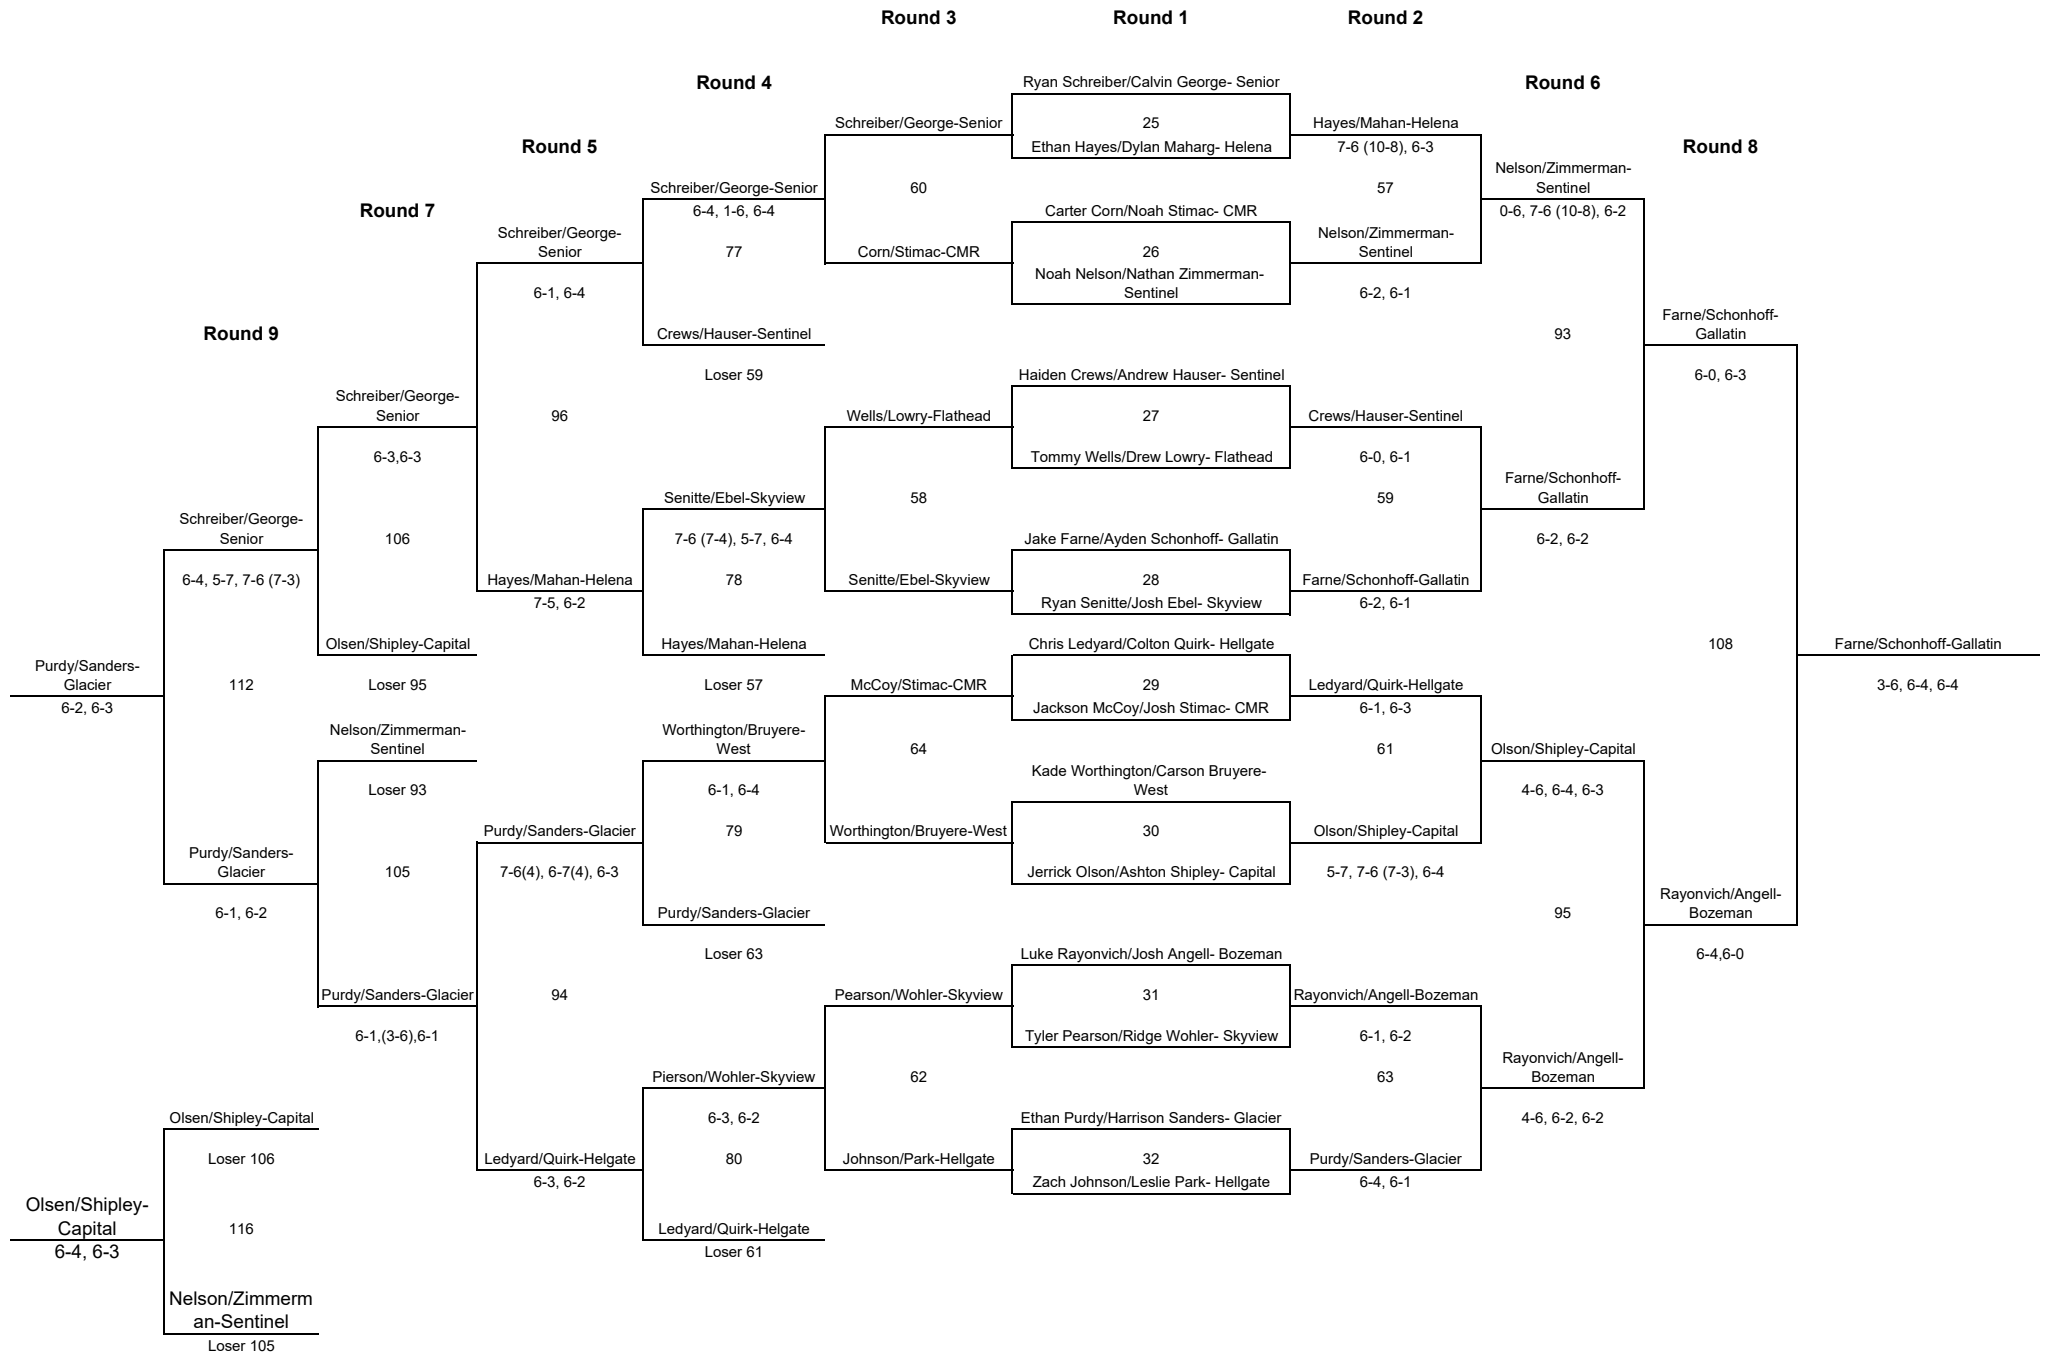 Round 3
Round 1
Round 2
Round 4
Ryan Schreiber/Calvin George- Senior
Round 6
Schreiber/George-Senior
25
Hayes/Mahan-Helena
Round 5
Ethan Hayes/Dylan Maharg- Helena
7-6 (10-8), 6-3
Round 8
Nelson/Zimmerman-
Sentinel
Schreiber/George-Senior
60
57
Round 7
6-4, 1-6, 6-4
Carter Corn/Noah Stimac- CMR
0-6, 7-6 (10-8), 6-2
Schreiber/George-
Senior
77
Corn/Stimac-CMR
26
Nelson/Zimmerman-
Sentinel
6-1, 6-4
Noah Nelson/Nathan Zimmerman-
Sentinel
6-2, 6-1
Round 9
Crews/Hauser-Sentinel
93
Farne/Schonhoff-
Gallatin
Loser 59
Haiden Crews/Andrew Hauser- Sentinel
6-0, 6-3
Schreiber/George-
Senior
96
Wells/Lowry-Flathead
27
Crews/Hauser-Sentinel
6-3,6-3
Tommy Wells/Drew Lowry- Flathead
6-0, 6-1
Senitte/Ebel-Skyview
58
59
Farne/Schonhoff-
Gallatin
Schreiber/George-
Senior
106
7-6 (7-4), 5-7, 6-4
Jake Farne/Ayden Schonhoff- Gallatin
6-2, 6-2
6-4, 5-7, 7-6 (7-3)
Hayes/Mahan-Helena
78
Senitte/Ebel-Skyview
28
Farne/Schonhoff-Gallatin
7-5, 6-2
Ryan Senitte/Josh Ebel- Skyview
6-2, 6-1
Olsen/Shipley-Capital
Hayes/Mahan-Helena
Chris Ledyard/Colton Quirk- Hellgate
108
Farne/Schonhoff-Gallatin
Purdy/Sanders-
Glacier
112
Loser 95
Loser 57
McCoy/Stimac-CMR
29
Ledyard/Quirk-Hellgate
3-6, 6-4, 6-4
6-2, 6-3
Jackson McCoy/Josh Stimac- CMR
6-1, 6-3
Nelson/Zimmerman-
Sentinel
Worthington/Bruyere-
West
64
61
Olson/Shipley-Capital
Loser 93
6-1, 6-4
Kade Worthington/Carson Bruyere-
West
4-6, 6-4, 6-3
Purdy/Sanders-Glacier
79
Worthington/Bruyere-West
30
Olson/Shipley-Capital
Purdy/Sanders-
Glacier
105
7-6(4), 6-7(4), 6-3
Jerrick Olson/Ashton Shipley- Capital
5-7, 7-6 (7-3), 6-4
6-1, 6-2
Purdy/Sanders-Glacier
95
Rayonvich/Angell-
Bozeman
Loser 63
Luke Rayonvich/Josh Angell- Bozeman
6-4,6-0
Purdy/Sanders-Glacier
94
Pearson/Wohler-Skyview
31
Rayonvich/Angell-Bozeman
6-1,(3-6),6-1
Tyler Pearson/Ridge Wohler- Skyview
6-1, 6-2
Pierson/Wohler-Skyview
62
63
Rayonvich/Angell-
Bozeman
Olsen/Shipley-Capital
6-3, 6-2
Ethan Purdy/Harrison Sanders- Glacier
4-6, 6-2, 6-2
Loser 106
Ledyard/Quirk-Helgate
80
Johnson/Park-Hellgate
32
Purdy/Sanders-Glacier
6-3, 6-2
Zach Johnson/Leslie Park- Hellgate
6-4, 6-1
Olsen/Shipley-
Capital
116
Ledyard/Quirk-Helgate
6-4, 6-3
Loser 61
Nelson/Zimmerm
an-Sentinel
Loser 105